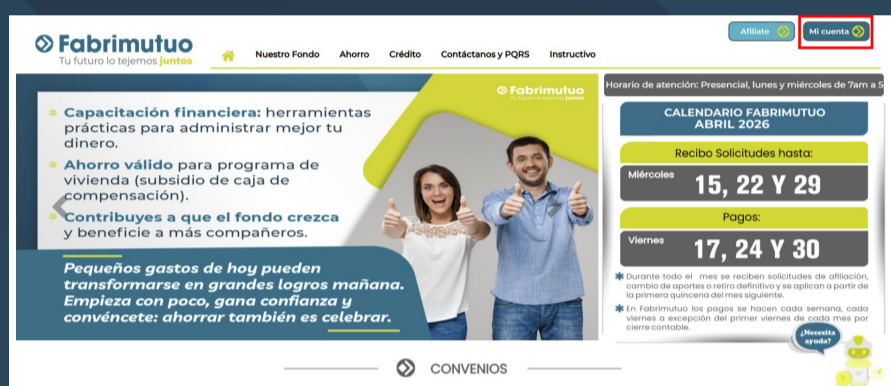 Afíliate
Mi cuenta
Fabrimutuo
Tu futuro lo tejemos juntos
Nuestro Fondo
Ahorro
Crédito
Contáctanos y PQRS
Instructivo
Fabrimutuo
Tu futuro lo tejemos juntos
Capacitación financiera: herramientas
prácticas para administrar mejor tu
dinero.
Ahorro válido para programa de
vivienda (subsidio de caja de
compensación).
Contribuyes a que el fondo crezca
y beneficie a más compañeros.
Pequeños gastos de hoy pueden
transformarse en grandes logros mañana.
Empieza con poco, gana confianza y
convéncete: ahorrar también es celebrar.
Horario de atención: Presencial, lunes y miércoles de 7am a 5
CALENDARIO FABRIMUTUO
ABRIL 2026
Recibo Solicitudes hasta:
Miércoles
15, 22 Y 29
Pagos:
Viernes
17, 24 Y 30
Durante todo el mes se reciben solicitudes de afiliación,
cambio de aportes o retiro definitivo y se aplican a partir de
la primera quincena del mes siguiente.
En Fabrimutuo los pagos se hacen cada semana, cada
viernes a excepción del primer viernes de cada mes por
cierre contable.
¿Necesita
ayuda?
CONVENIOS